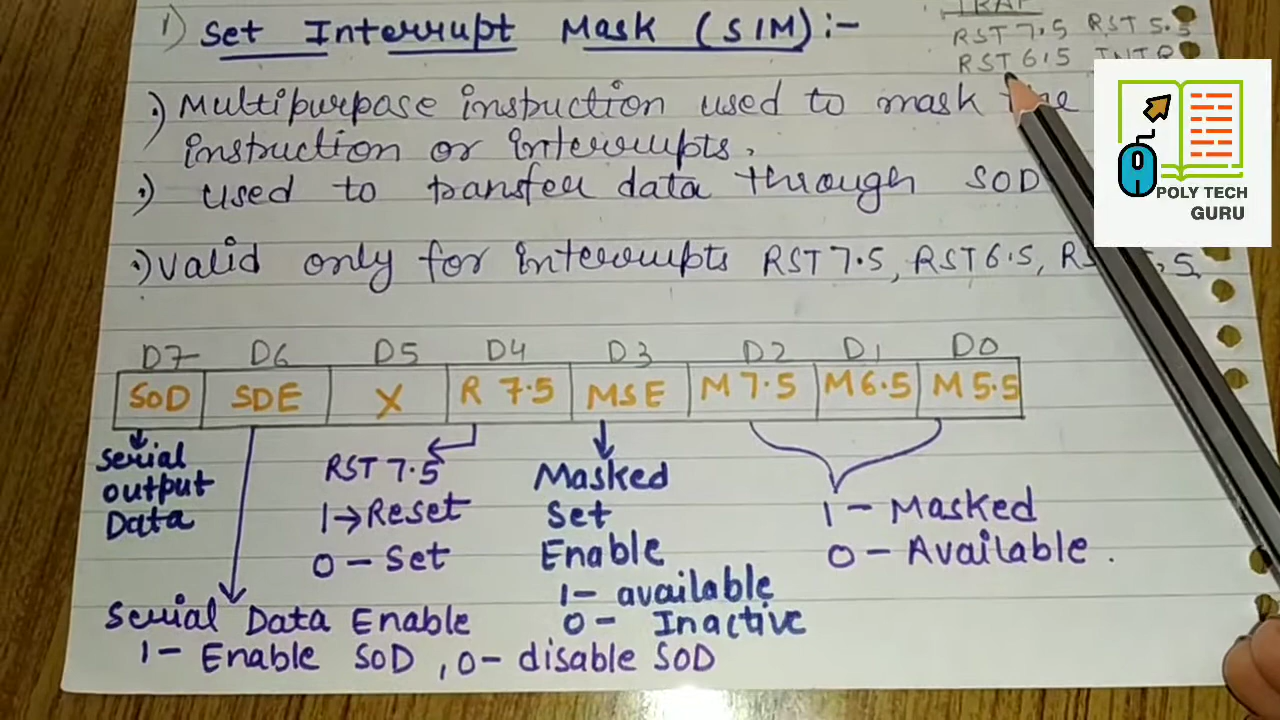 1) Set Interrupt Mask (SIM):-
TRAP
RST 7.5 RST 5.5
RST 6.5 INTR
•) Multipurpase instruction used to mask the
instruction or interrupts.
•) used to transfer data through SOD
•) Valid only for interrupts RST 7.5, RST 6.5, RST 5.5
POLY TECH
GURU
D7 D6 D5 D4 D3 D2 D1 D0
SOD SDE X R 7.5 MSE M 7.5 M 6.5 M 5.5
Serial
output
Data
RST 7.5
1→Reset
0 – Set
Masked
Set
Enable
1– available
0– Inactive
1 – Masked
0 – Available.
Serial Data Enable
1– Enable SOD, 0– disable SOD